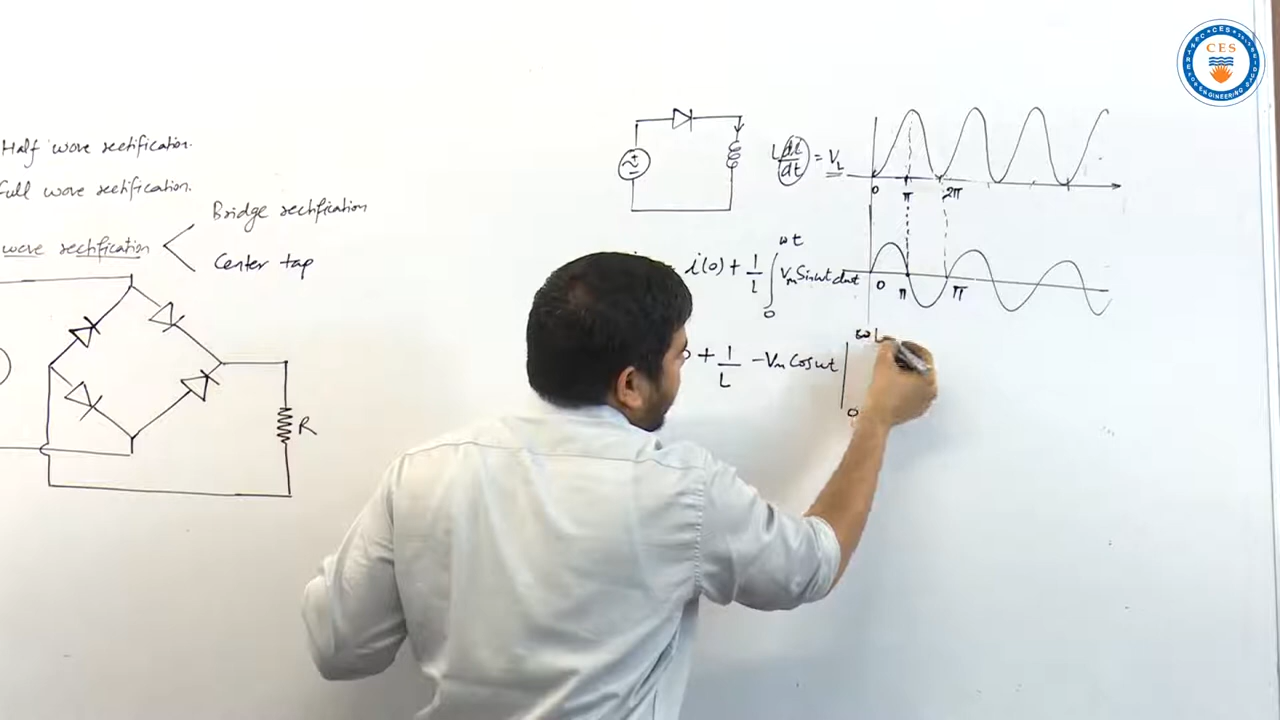 Half wave rectification.
Full wave rectification.
wave rectification
Bridge rectification
Center tap
R
L di/dt = V_L
0 π 2π
i(0) + 1/L ∫ 0 ωt Vm Sinωt dωt
0 π π
+ 1/L -Vm Cosωt | 0
CES